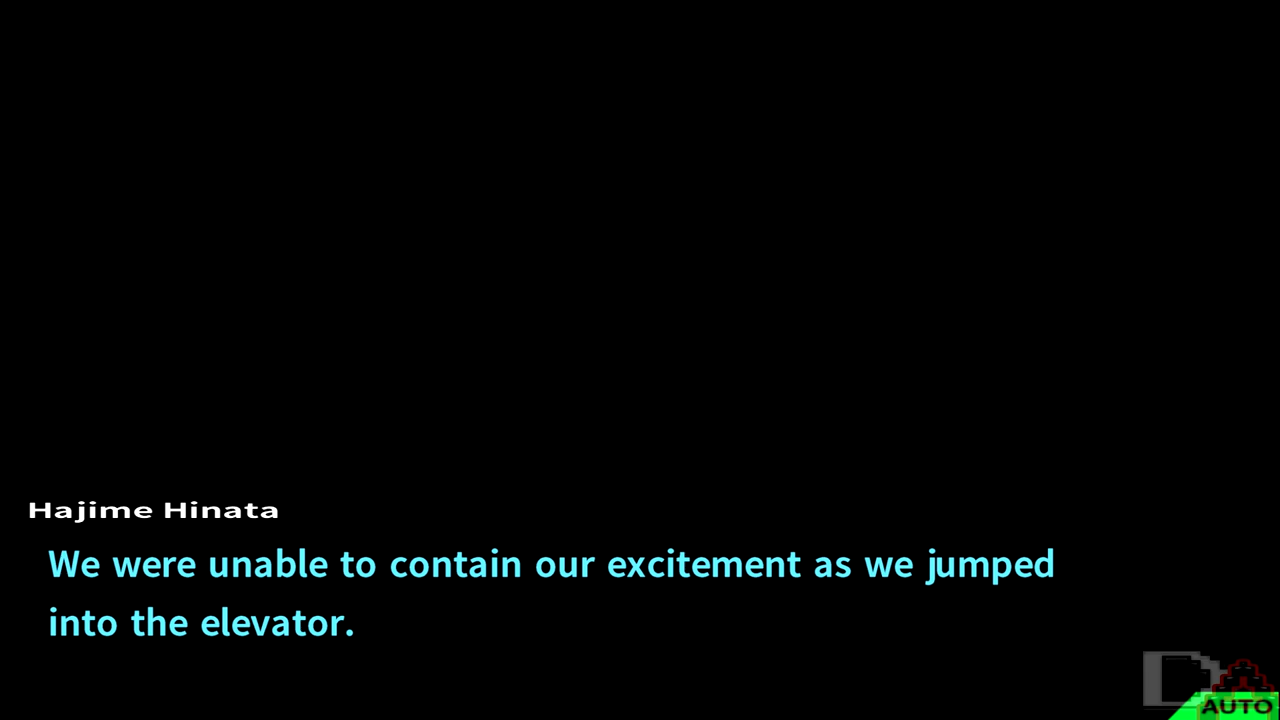 Hajime Hinata
We were unable to contain our excitement as we jumped
into the elevator.
AUTO